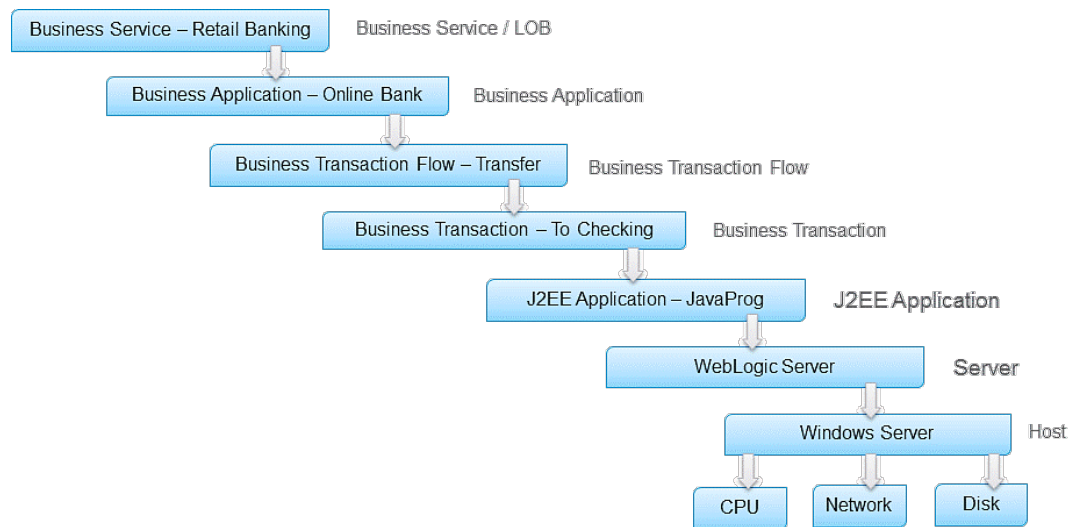 Business Service – Retail Banking
Business Service / LOB
Business Application – Online Bank
Business Application
Business Transaction Flow – Transfer
Business Transaction Flow
Business Transaction – To Checking
Business Transaction
J2EE Application – JavaProg
J2EE Application
WebLogic Server
Server
Windows Server
Host
CPU
Network
Disk